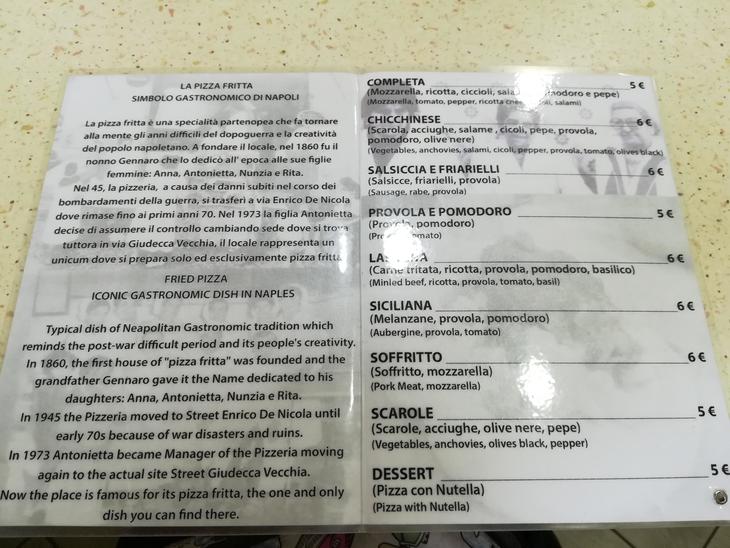 LA PIZZA FRITTA
SIMBOLO GASTRONOMICO DI NAPOLI
La pizza fritta è una specialità partenopea che fa tornare
alla mente gli anni difficili del dopoguerra e la creatività
del popolo napoletano. A fondare il locale, nel 1860 fu il
nonno Gennaro che lo dedicò all' epoca alle sue figlie
femmine: Anna, Antonietta, Nunzia e Rita.
Nel 45, la pizzeria, a causa dei danni subiti nel corso dei
bombardamenti della guerra, si trasferì a via Enrico De Nicola
dove rimase fino ai primi anni 70. Nel 1973 la figlia Antonietta
decise di assumere il controllo cambiando sede dove si trova
tuttora in via Giudecca Vecchia, il locale rappresenta un
unicum dove si prepara solo ed esclusivamente pizza fritta
FRIED PIZZA
ICONIC GASTRONOMIC DISH IN NAPLES
Typical dish of Neapolitan Gastronomic tradition which
reminds the post-war difficult period and its people's creativity.
In 1860, the first house of "pizza fritta" was founded and the
grandfather Gennaro gave it the Name dedicated to his
daughters: Anna, Antonietta, Nunzia e Rita.
In 1945 the Pizzeria moved to Street Enrico De Nicola until
early 70s because of war disasters and ruins.
In 1973 Antonietta became Manager of the Pizzeria moving
again to the actual site Street Giudecca Vecchia.
Now the place is famous for its pizza fritta, the one and only
dish you can find there.
COMPLETA 5 €
(Mozzarella, ricotta, ciccioli, pomodoro e pepe)
(Mozzarella, tomato, pepper, ricotta salami)
CHICCHINESE 6 €
(Scarola, acciughe, salame , cicoli, pepe, provola,
pomodoro, olive nere)
(Vegetables, anchovies, salami, cicoli, pepper, provola, tomato, olives black)
SALSICCIA E FRIARIELLI 6 €
(Salsicce, friarielli, provola)
(Sausage, rabe, provola)
PROVOLA E POMODORO 5 €
(Provola, pomodoro)
tomato)
6 €
(Carne tritata, ricotta, provola, pomodoro, basilico)
(Minled beef, ricotta, provola, tomato, basil)
SICILIANA 6 €
(Melanzane, provola, pomodoro)
(Aubergine, provola, tomato)
SOFFRITTO 6 €
(Soffritto, mozzarella)
(Pork Meat, mozzarella)
SCAROLE 5 €
(Scarole, acciughe, olive nere, pepe)
(Vegetables, anchovies, olives black, pepper)
DESSERT 5 €
(Pizza con Nutella)
(Pizza with Nutella)